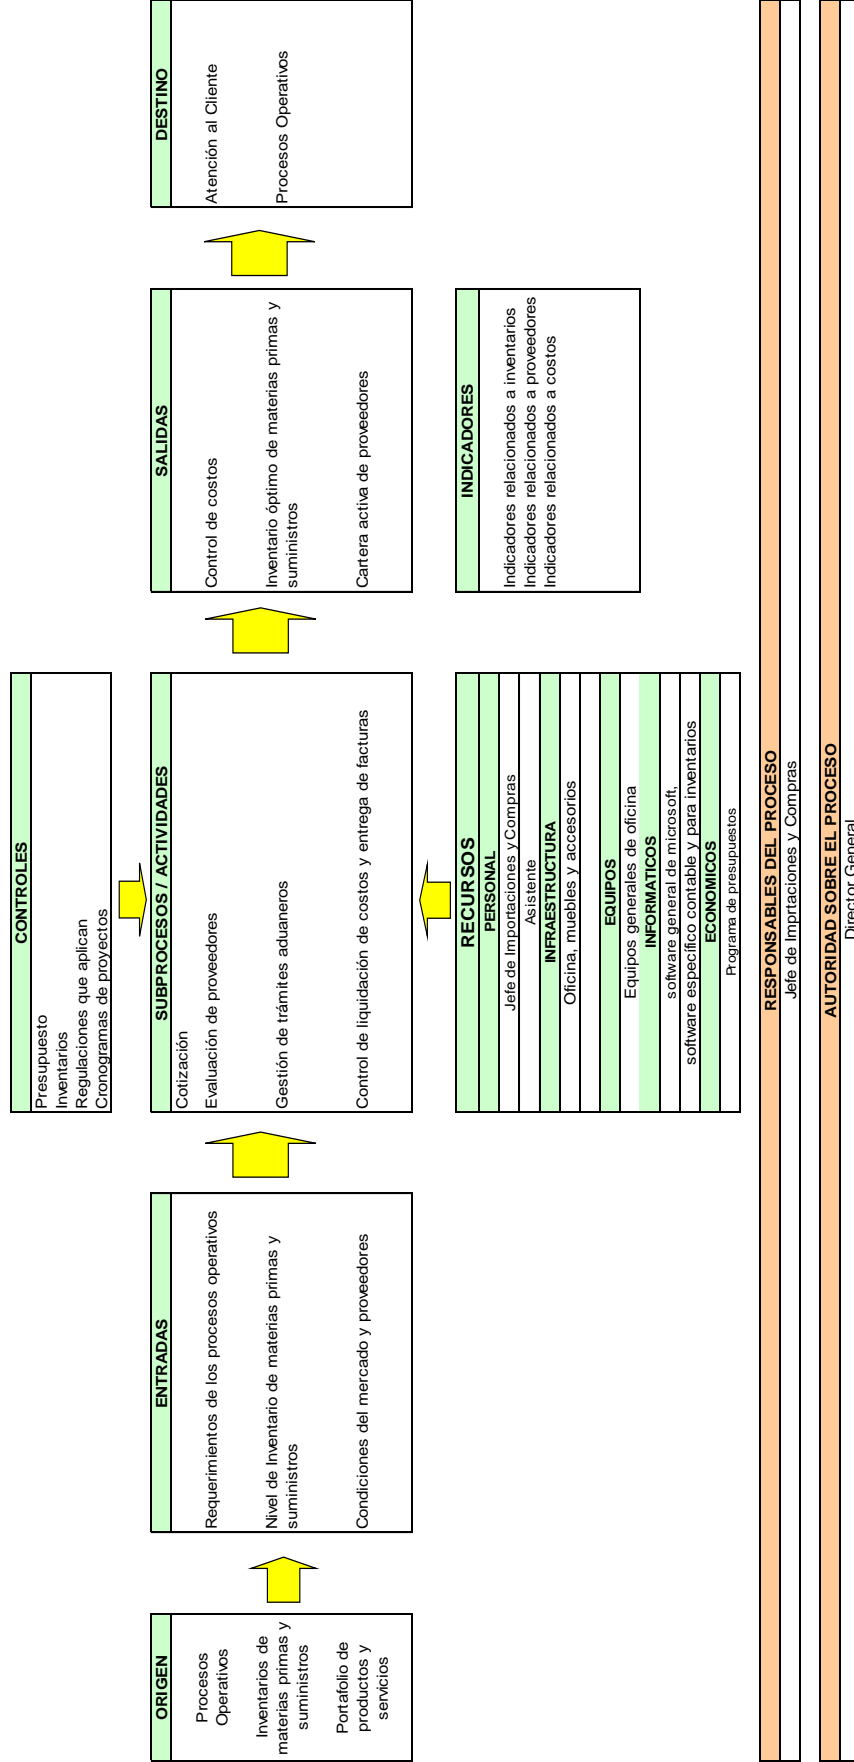 CONTROLES
Presupuesto
Inventarios
Regulaciones que aplican
Cronogramas de proyectos
ORIGEN
Procesos
Operativos
Inventarios de
materias primas y
suministros
Portafolio de
productos y
servicios
ENTRADAS
Requerimientos de los procesos operativos
Nivel de Inventario de materias primas y
suministros
Condiciones del mercado y proveedores
SUBPROCESOS / ACTIVIDADES
Cotización
Evaluación de proveedores
Gestión de trámites aduaneros
Control de liquidación de costos y entrega de facturas
SALIDAS
Control de costos
Inventario óptimo de materias primas y
suministros
Cartera activa de proveedores
DESTINO
Atención al Cliente
Procesos Operativos
RECURSOS
PERSONAL
Jefe de Importaciones y Compras
Asistente
INFRAESTRUCTURA
Oficina, muebles y accesorios
EQUIPOS
Equipos generales de oficina
INFORMATICOS
software general de microsoft,
software específico contable y para inventarios
ECONOMICOS
Programa de presupuestos
INDICADORES
Indicadores relacionados a inventarios
Indicadores relacionados a proveedores
Indicadores relacionados a costos
RESPONSABLES DEL PROCESO
Jefe de Imprtaciones y Compras
AUTORIDAD SOBRE EL PROCESO
Director General